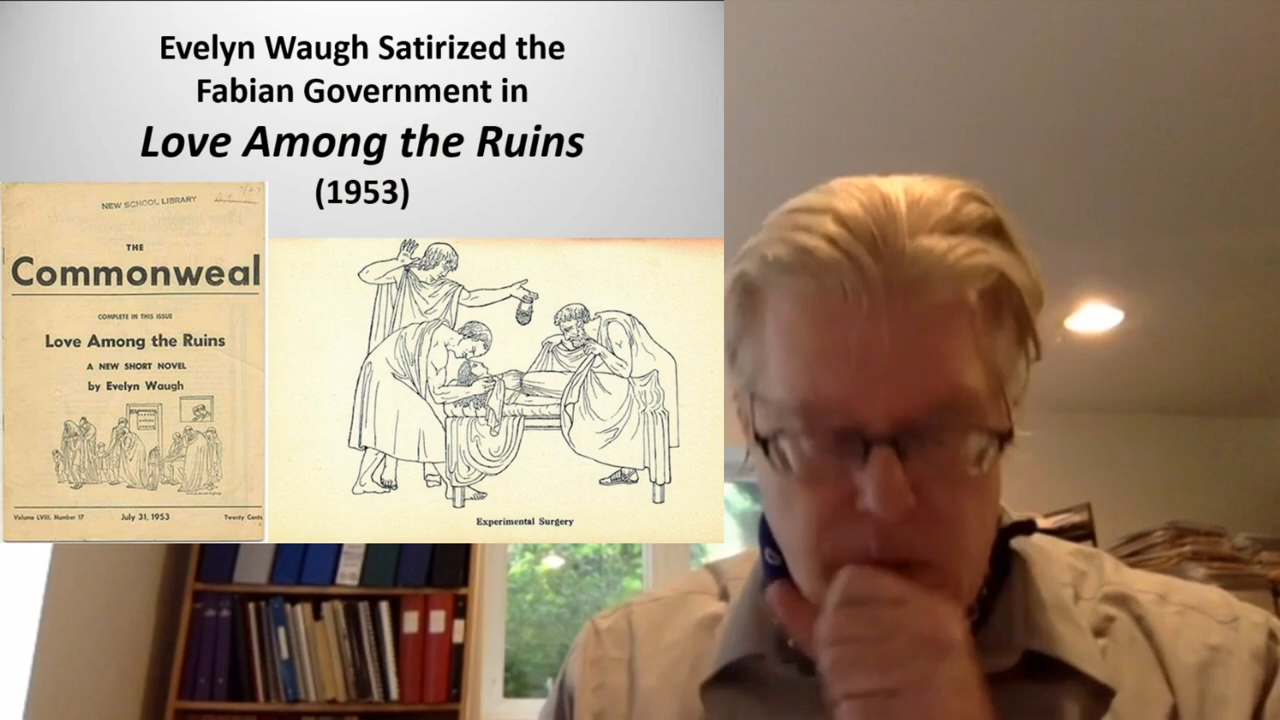 Evelyn Waugh Satirized the
Fabian Government in
Love Among the Ruins
(1953)
NEW SCHOOL LIBRARY
THE
Commonweal
COMPLETE IN THIS ISSUE
Love Among the Ruins
A NEW SHORT NOVEL
by Evelyn Waugh
Volume LVIII, Number 17 July 31, 1953 Twenty Cents
Experimental Surgery